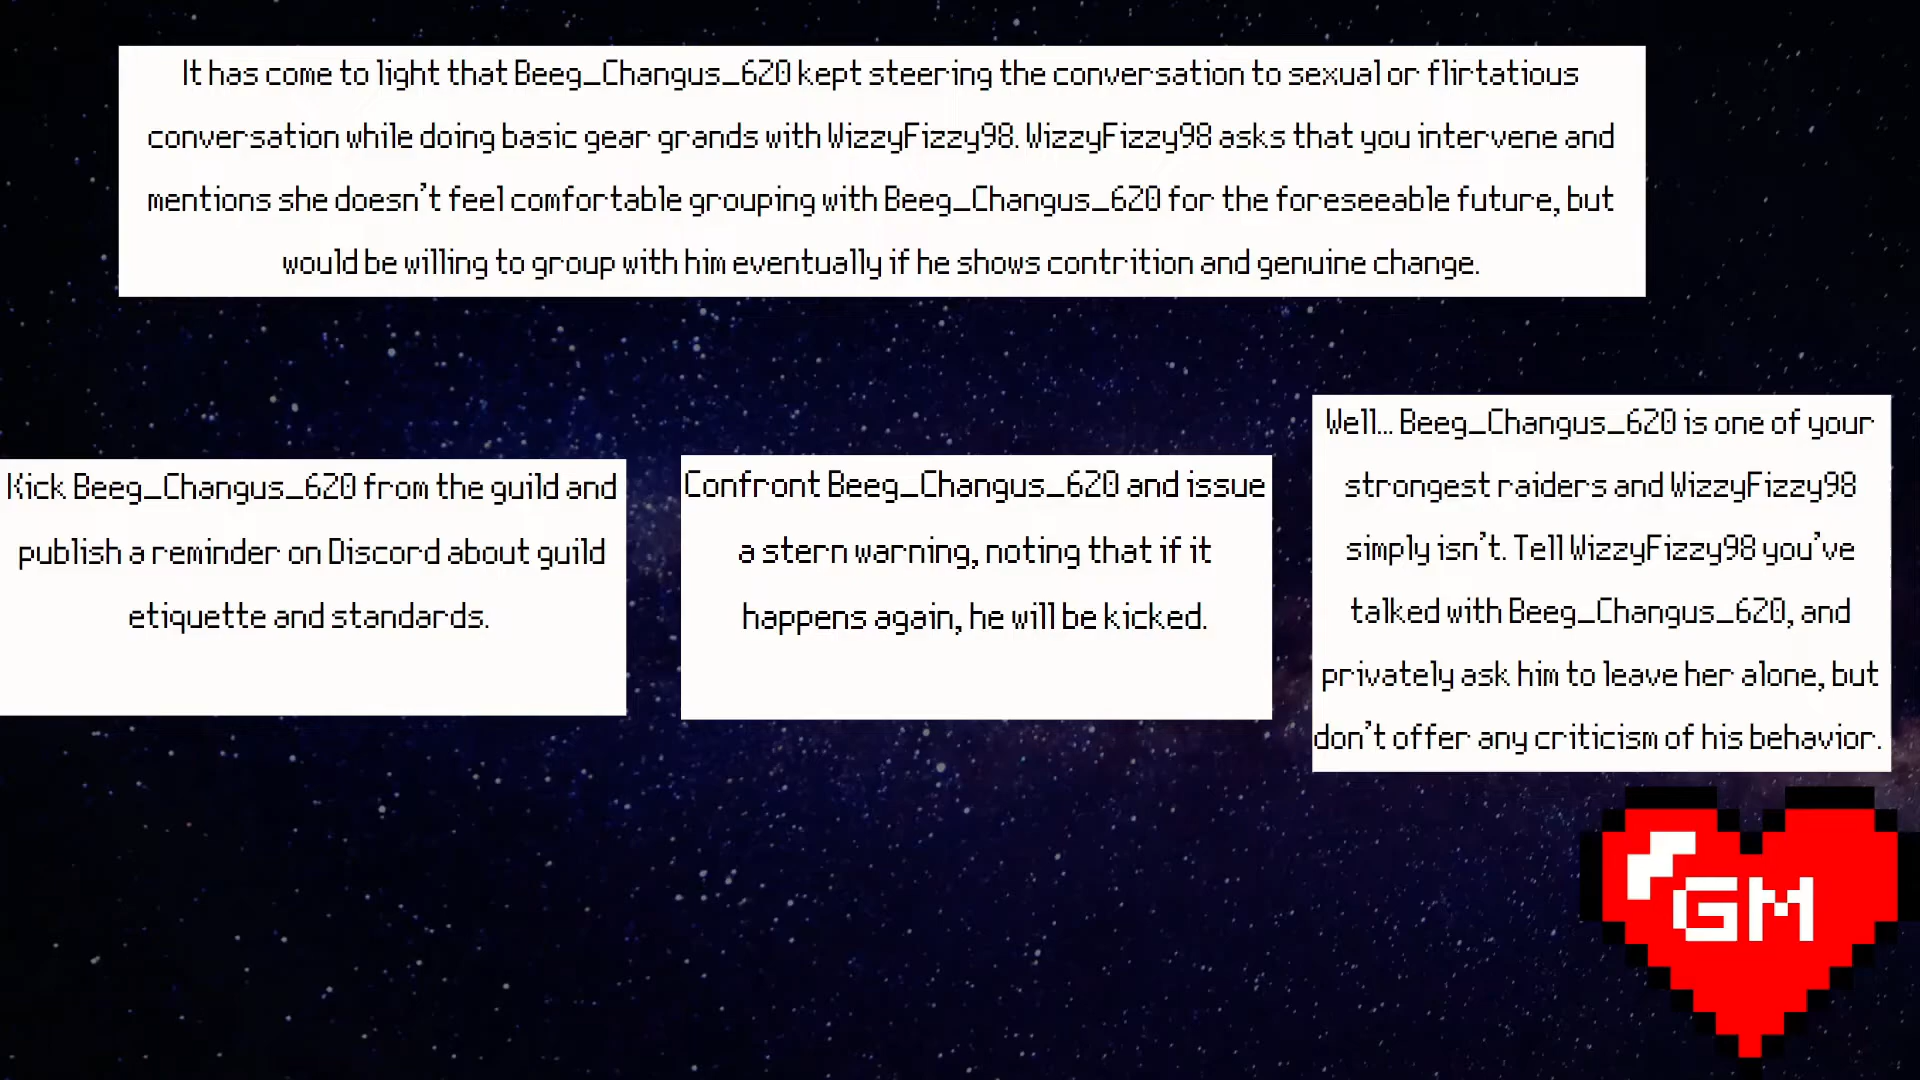 It has come to light that Beeg_Changus_620 kept steering the conversation to sexual or flirtatious
conversation while doing basic gear grands with WizzyFizzy98. WizzyFizzy98 asks that you intervene and
mentions she doesn't feel comfortable grouping with Beeg_Changus_620 for the foreseeable future, but
would be willing to group with him eventually if he shows contrition and genuine change.
Kick Beeg_Changus_620 from the guild and
publish a reminder on Discord about guild
etiquette and standards.
Confront Beeg_Changus_620 and issue
a stern warning, noting that if it
happens again, he will be kicked.
Well... Beeg_Changus_620 is one of your
strongest raiders and WizzyFizzy98
simply isn't. Tell WizzyFizzy98 you've
talked with Beeg_Changus_620, and
privately ask him to leave her alone, but
don't offer any criticism of his behavior.
GM